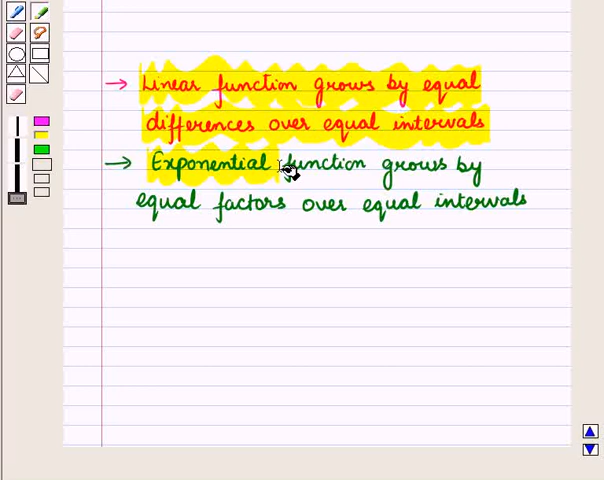 → Linear function grows by equal
differences over equal intervals
→ Exponential function grows by
equal factors over equal intervals